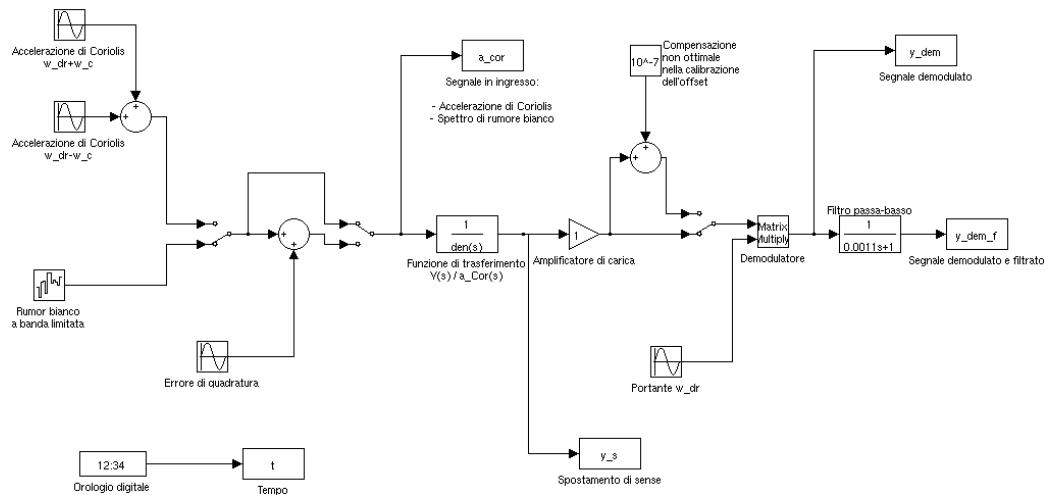 Accelerazione di Coriolis
w_dr+w_c
Accelerazione di Coriolis
w_dr-w_c
a_cor
Segnale in ingresso:
- Accelerazione di Coriolis
- Spettro di rumore bianco
10^-7
Compensazione
non ottimale
nella calibrazione
dell'offset
y_dem
Segnale demodulato
Rumor bianco
a banda limitata
Errore di quadratura
1
den(s)
Funzione di trasferimento
Y(s) / a_Cor(s)
1
Amplificatore di carica
Matrix
Multiply
Demodulatore
Filtro passa-basso
1
0.0011s+1
y_dem_f
Segnale demodulato e filtrato
Portante w_dr
y_s
Spostamento di sense
12:34
Orologio digitale
t
Tempo